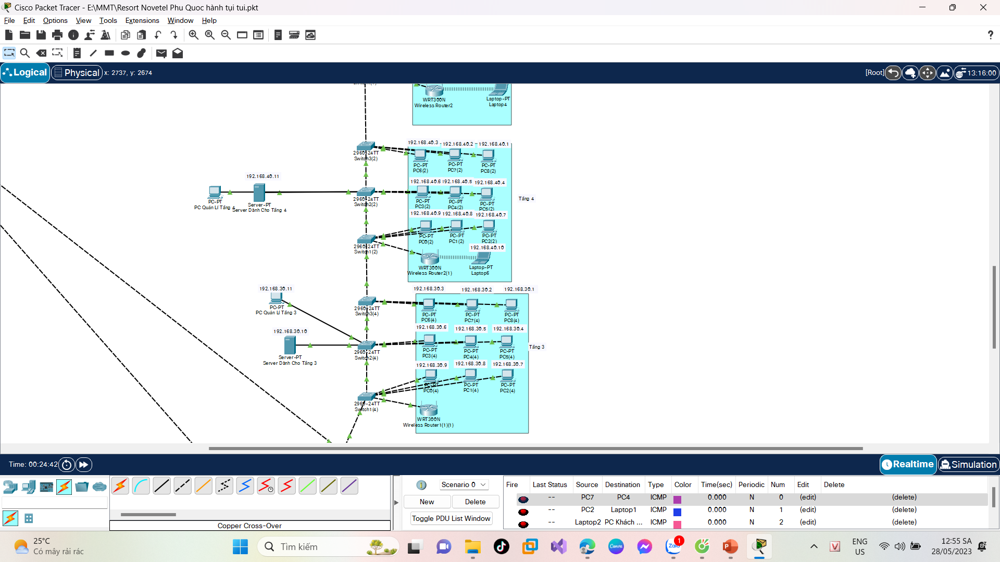 Cisco Packet Tracer - E:\MMT\Resort Novetel Phu Quoc hành tụi tui.pkt
File Edit Options View Tools Extensions Window Help
Logical Physical x: 2737, y: 2674
[Root] 13:16:00
WRT300N
Wireless Router2
Laptop-PT
Laptop4
192.168.40.3 192.168.40.2 192.168.40.1
2960-24TT
Switch3(2)
PC-PT
PC6(2)
PC-PT
PC7(2)
PC-PT
PC8(2)
192.168.40.11
192.168.40.6 192.168.40.5 192.168.40.4
PC-PT
PC Quản Lí Tầng 4
Server-PT
Server Dành Cho Tầng 4
2960-24TT
Switch2(2)
PC-PT
PC3(2)
PC-PT
PC4(2)
PC-PT
PC5(2)
Tầng 4
192.168.40.9 192.168.40.8 192.168.40.7
2960-24TT
Switch1(2)
PC-PT
PC0(2)
PC-PT
PC1(2)
PC-PT
PC2(2)
192.168.40.10
WRT300N
Wireless Router2(1)
Laptop-PT
Laptop6
192.168.30.11
192.168.30.3 192.168.30.2 192.168.30.1
PC-PT
PC Quản Lí Tầng 3
2960-24TT
Switch3(4)
PC-PT
PC6(4)
PC-PT
PC7(4)
PC-PT
PC8(4)
192.168.30.10
192.168.30.6 192.168.30.5 192.168.30.4
Server-PT
Server Dành Cho Tầng 3
2960-24TT
Switch2(4)
PC-PT
PC3(4)
PC-PT
PC4(4)
PC-PT
PC5(4)
Tầng 3
192.168.30.9 192.168.30.8 192.168.30.7
PC-PT
PC0(4)
PC-PT
PC1(4)
PC-PT
PC2(4)
2960-24TT
Switch1(4)
WRT300N
Wireless Router1(1)(1)
Time: 00:24:42
Realtime Simulation
Scenario 0
New Delete
Toggle PDU List Window
Copper Cross-Over
Fire Last Status Source Destination Type Color Time(sec) Periodic Num Edit Delete
-- PC7 PC4 ICMP 0.000 N 0 (edit) (delete)
-- PC2 Laptop1 ICMP 0.000 N 1 (edit) (delete)
-- Laptop2 PC Khách ... ICMP 0.000 N 2 (edit) (delete)
25°C
Có mây rải rác
Tìm kiếm
Canva
Zalo
1
ENG
US
12:55 SA
28/05/2023